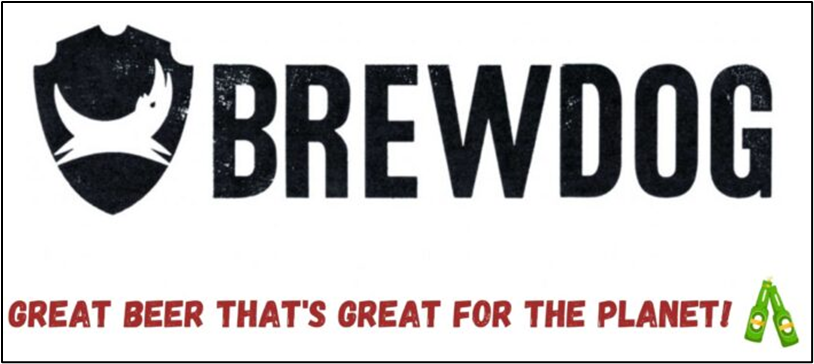 BREWDOG
GREAT BEER THAT'S GREAT FOR THE PLANET!